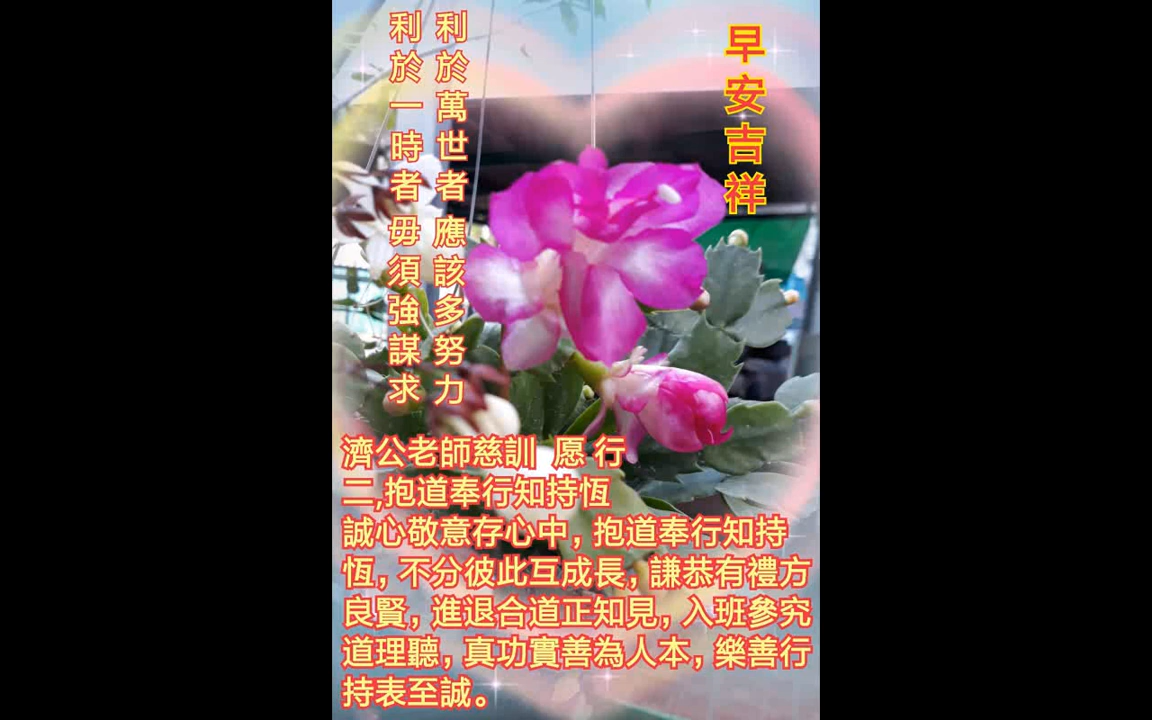 早安吉祥
利於萬世者 應該多努力
利於一時者 毋須強謀求
濟公老師慈訓 愿 行
二,抱道奉行知持恆
誠心敬意存心中，抱道奉行知持
恆，不分彼此互成長，謙恭有禮方
良賢，進退合道正知見，入班參究
道理聽，真功實善為人本，樂善行
持表至誠。